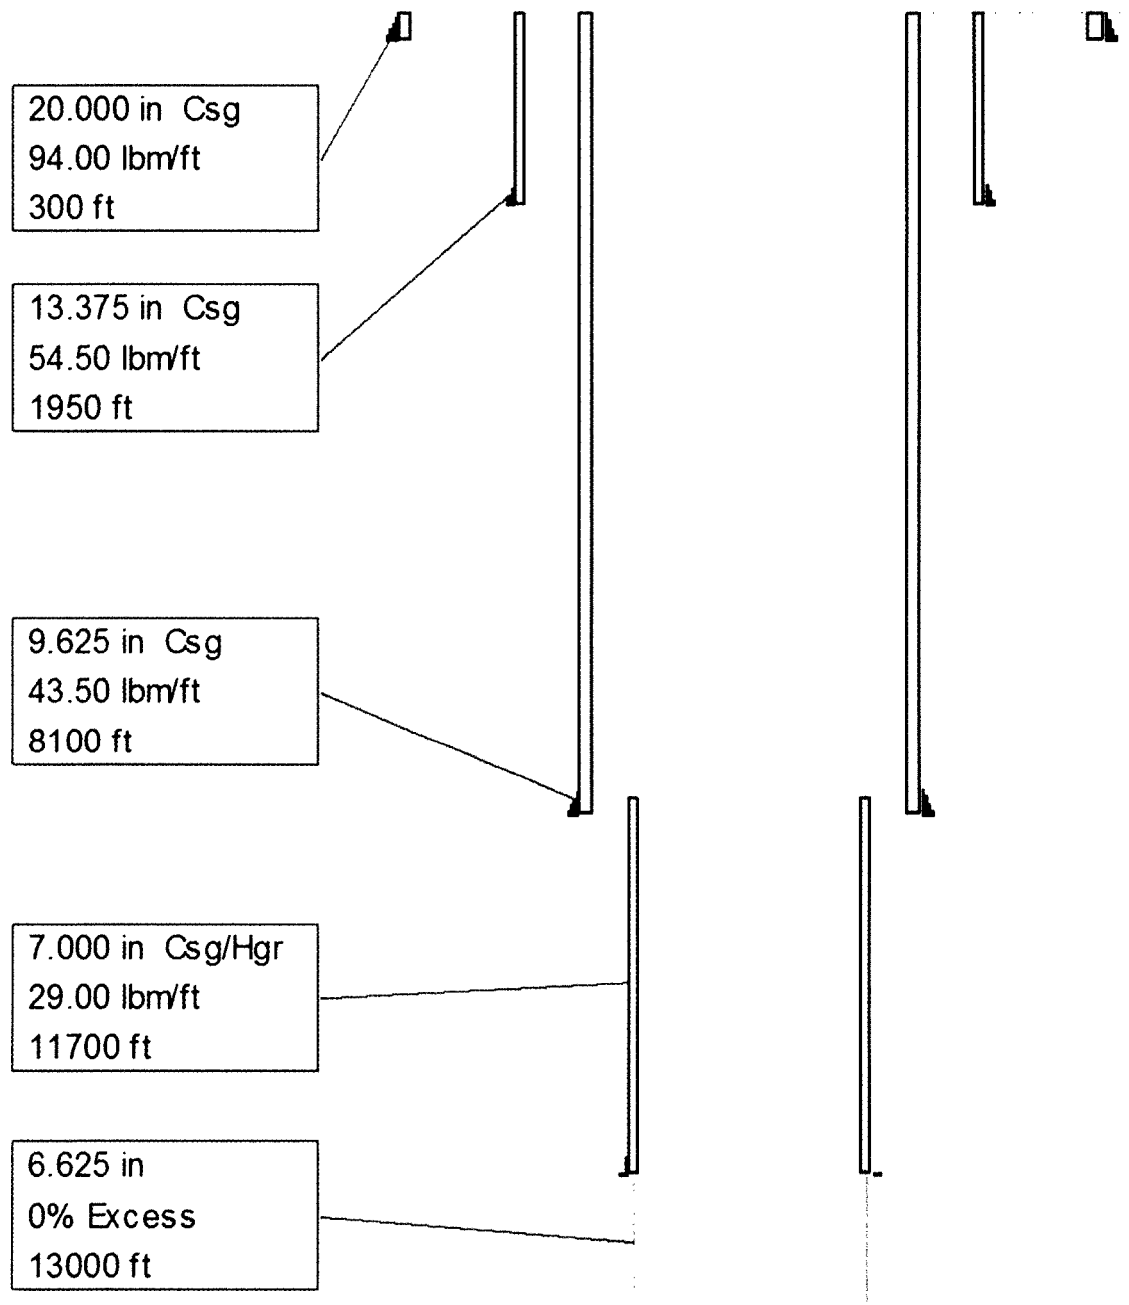 20.000 in Csg
94.00 lbm/ft
300 ft
13.375 in Csg
54.50 lbm/ft
1950 ft
9.625 in Csg
43.50 lbm/ft
8100 ft
7.000 in Csg/Hgr
29.00 lbm/ft
11700 ft
6.625 in
0% Excess
13000 ft